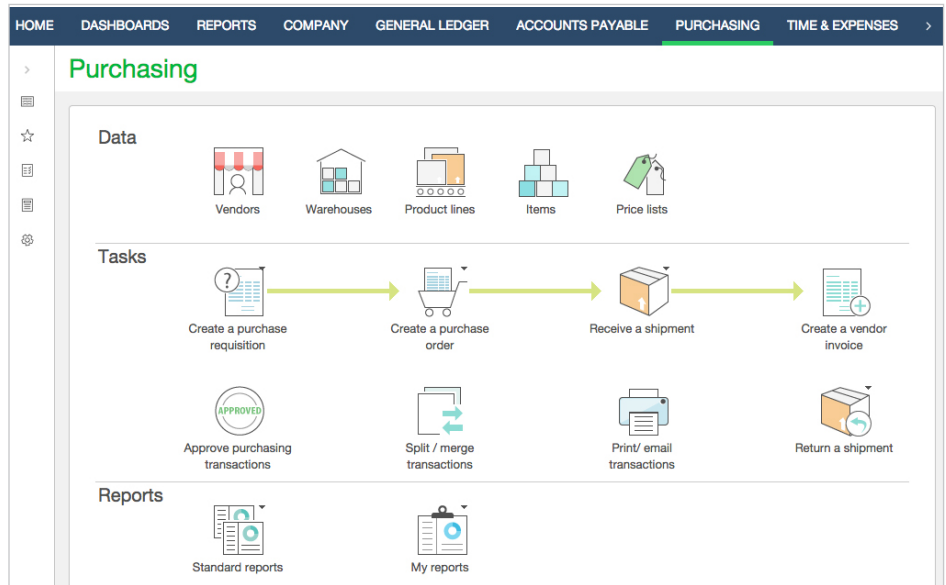 HOME DASHBOARDS REPORTS COMPANY GENERAL LEDGER ACCOUNTS PAYABLE PURCHASING TIME & EXPENSES
Purchasing
Data
Vendors Warehouses Product lines Items Price lists
Tasks
?
Create a purchase
requisition
Create a purchase
order
Receive a shipment
Create a vendor
invoice
APPROVED
Approve purchasing
transactions
Split / merge
transactions
Print/ email
transactions
Return a shipment
Reports
Standard reports My reports